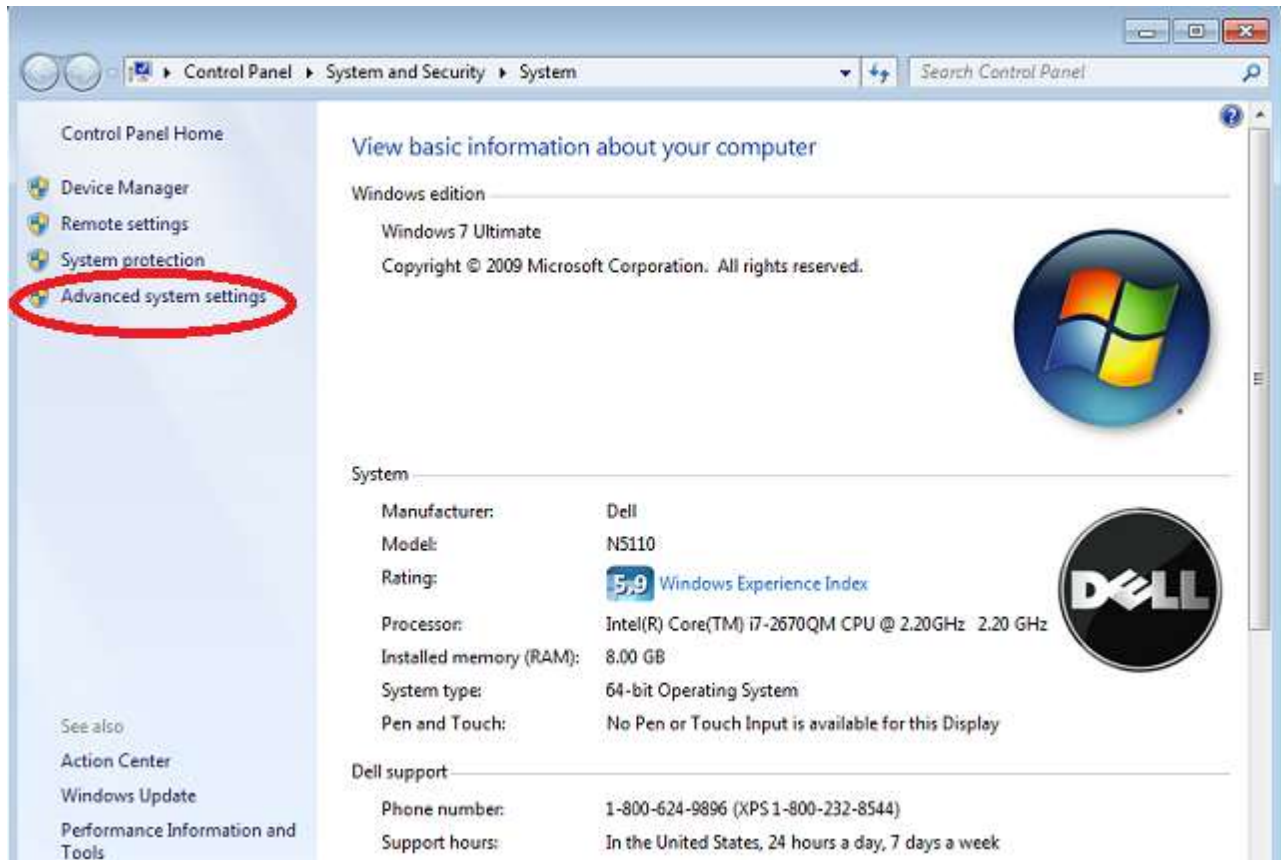 Control Panel ▸ System and Security ▸ System
Search Control Panel
Control Panel Home
Device Manager
Remote settings
System protection
Advanced system settings
See also
Action Center
Windows Update
Performance Information and
Tools
View basic information about your computer
Windows edition
Windows 7 Ultimate
Copyright © 2009 Microsoft Corporation. All rights reserved.
System
Manufacturer: Dell
Model: N5110
Rating: 5,9 Windows Experience Index
Processor: Intel(R) Core(TM) i7-2670QM CPU @ 2.20GHz 2.20 GHz
Installed memory (RAM): 8.00 GB
System type: 64-bit Operating System
Pen and Touch: No Pen or Touch Input is available for this Display
DELL
Dell support
Phone number: 1-800-624-9896 (XPS 1-800-232-8544)
Support hours: In the United States, 24 hours a day, 7 days a week